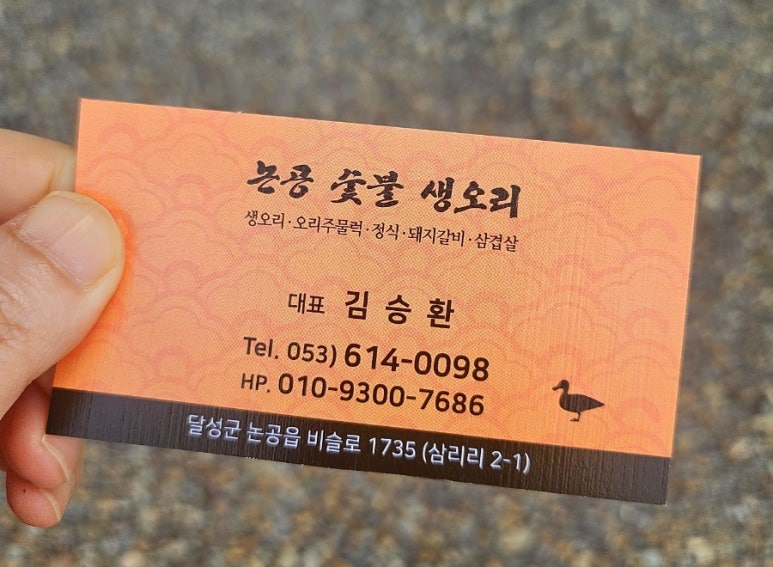 논공 숯불 생오리
생오리·오리주물럭·정식·돼지갈비·삼겹살
대표 김승환
Tel. 053) 614-0098
HP. 010-9300-7686
달성군 논공읍 비슬로 1735 (삼리리 2-1)